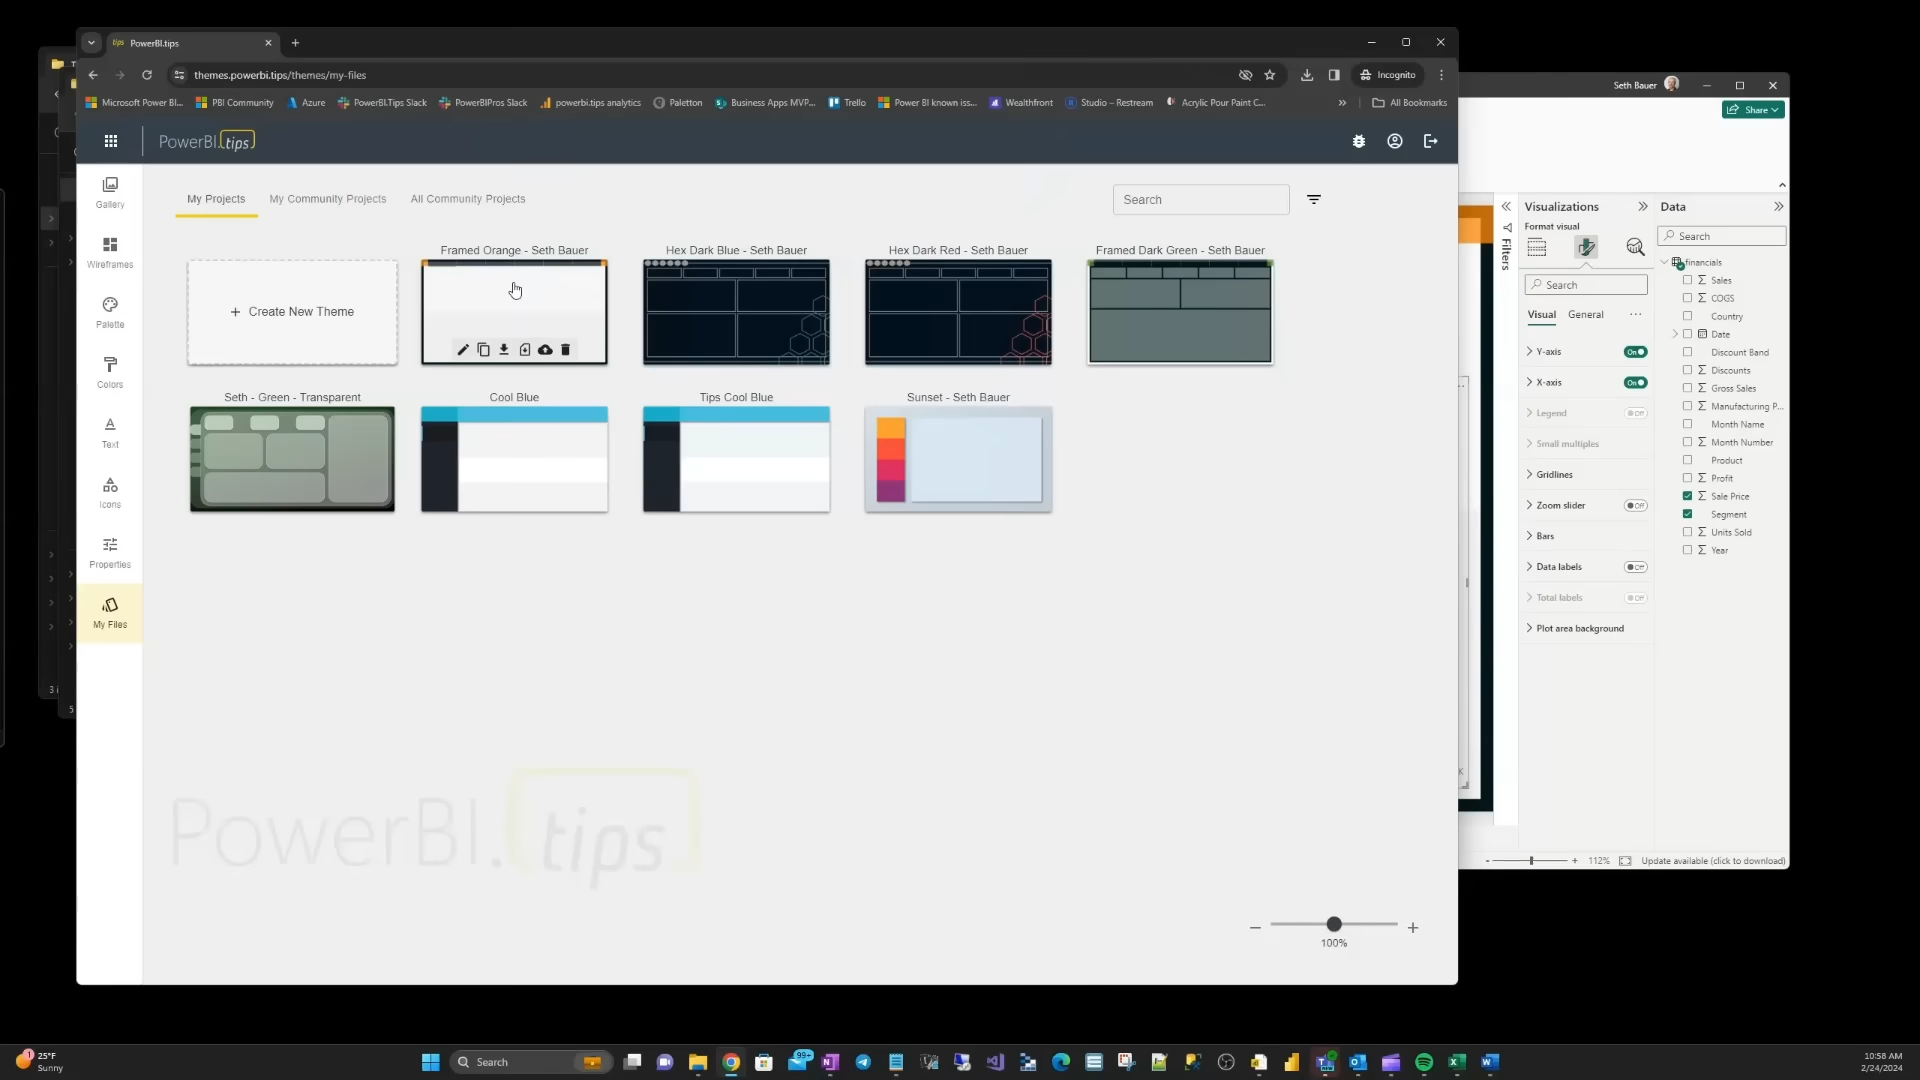 PowerBI.tips
themes.powerbi.tips/themes/my-files
Incognito
Microsoft Power BI...
PBI Community
Azure
PowerBI.Tips Slack
PowerBIPros Slack
powerbi.tips analytics
Paletton
Business Apps MVP...
Trello
Power BI known iss...
Wealthfront
Studio – Restream
Acrylic Pour Paint C...
All Bookmarks
PowerBI.tips
Gallery
Wireframes
Palette
Colors
Text
Icons
Properties
My Files
My Projects
My Community Projects
All Community Projects
Search
Create New Theme
Framed Orange - Seth Bauer
Hex Dark Blue - Seth Bauer
Hex Dark Red - Seth Bauer
Framed Dark Green - Seth Bauer
Seth - Green - Transparent
Cool Blue
Tips Cool Blue
Sunset - Seth Bauer
PowerBI.tips
100%
Seth Bauer
Share
Filters
Visualizations
Format visual
Search
Visual
General
Y-axis
On
X-axis
On
Legend
Off
Small multiples
Gridlines
Zoom slider
Off
Bars
Data labels
Off
Total labels
Off
Plot area background
Data
Search
financials
Sales
COGS
Country
Date
Discount Band
Discounts
Gross Sales
Manufacturing P...
Month Name
Month Number
Product
Profit
Sale Price
Segment
Units Sold
Year
112%
Update available (click to download)
1
25°F
Sunny
Search
99+
10:58 AM
2/24/2024